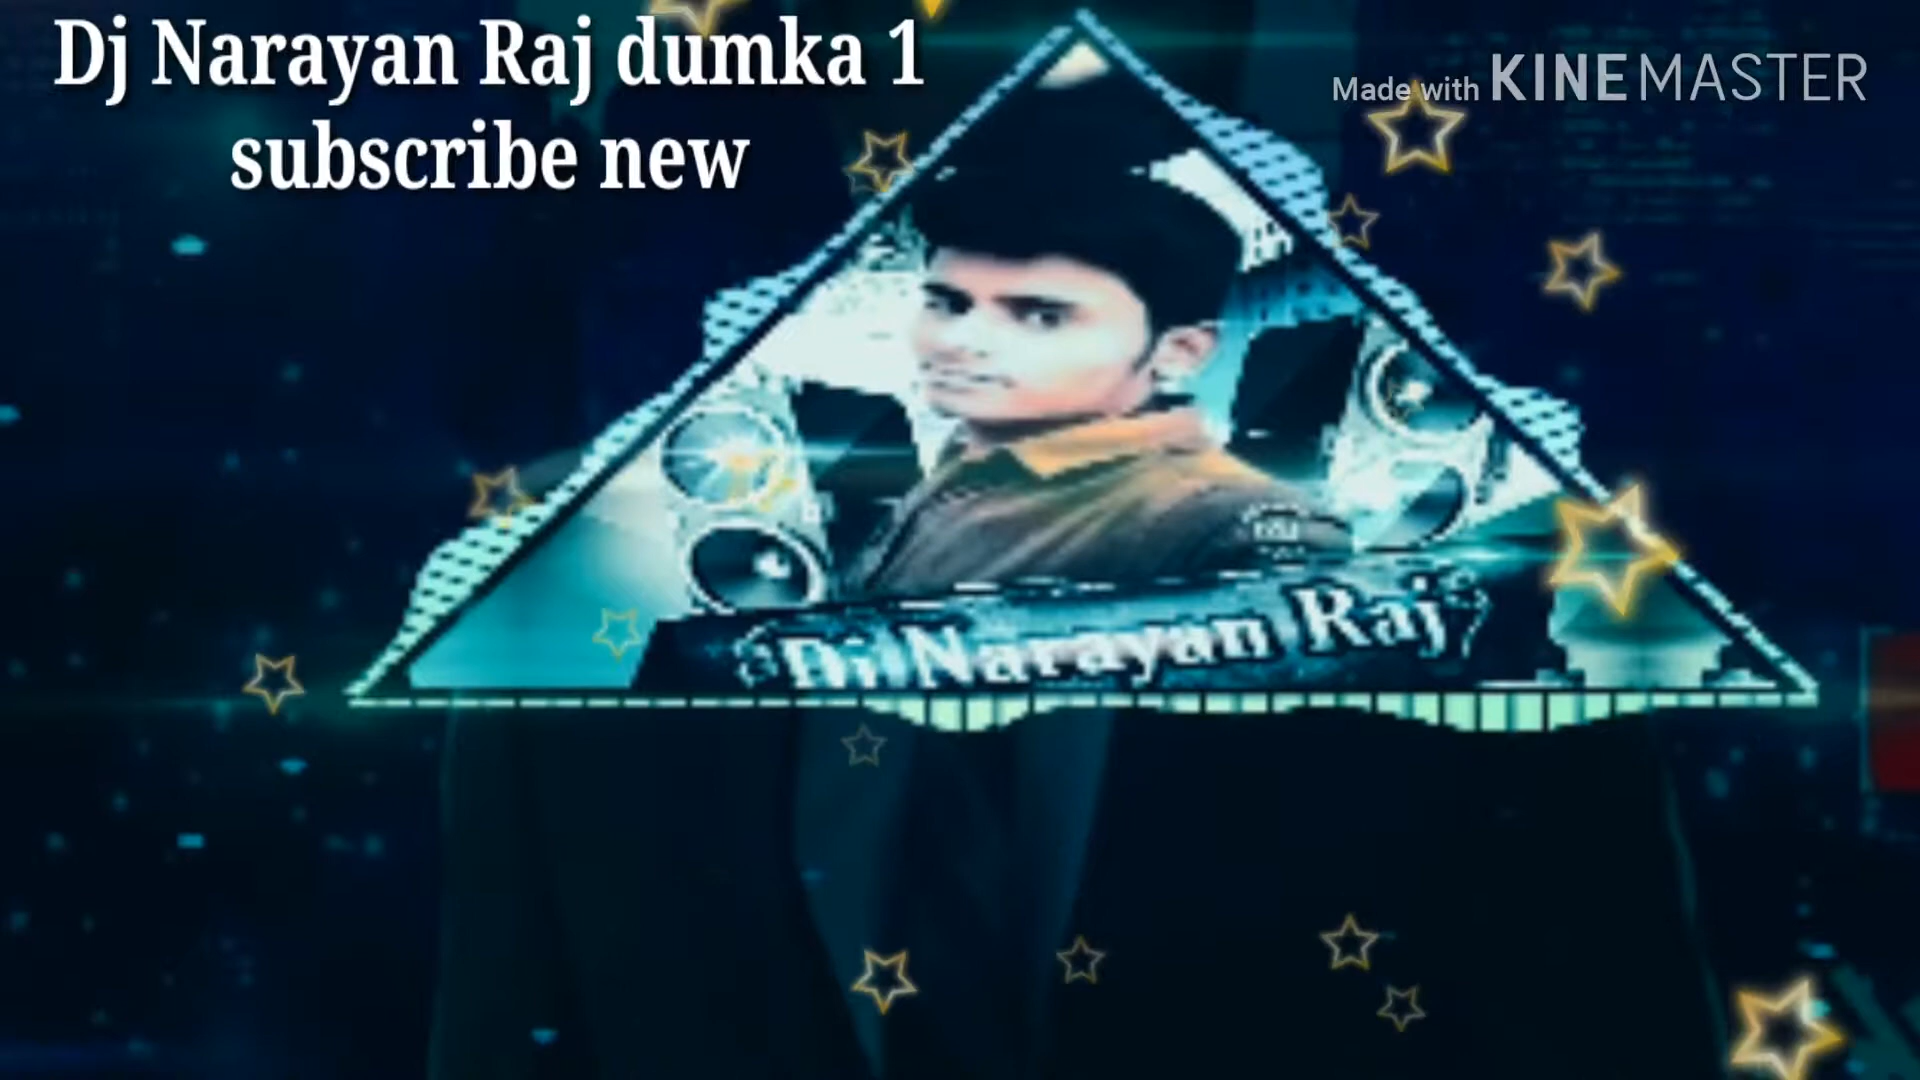 Dj Narayan Raj dumka 1
subscribe new
Made with KINEMASTER
Dj Narayan Raj